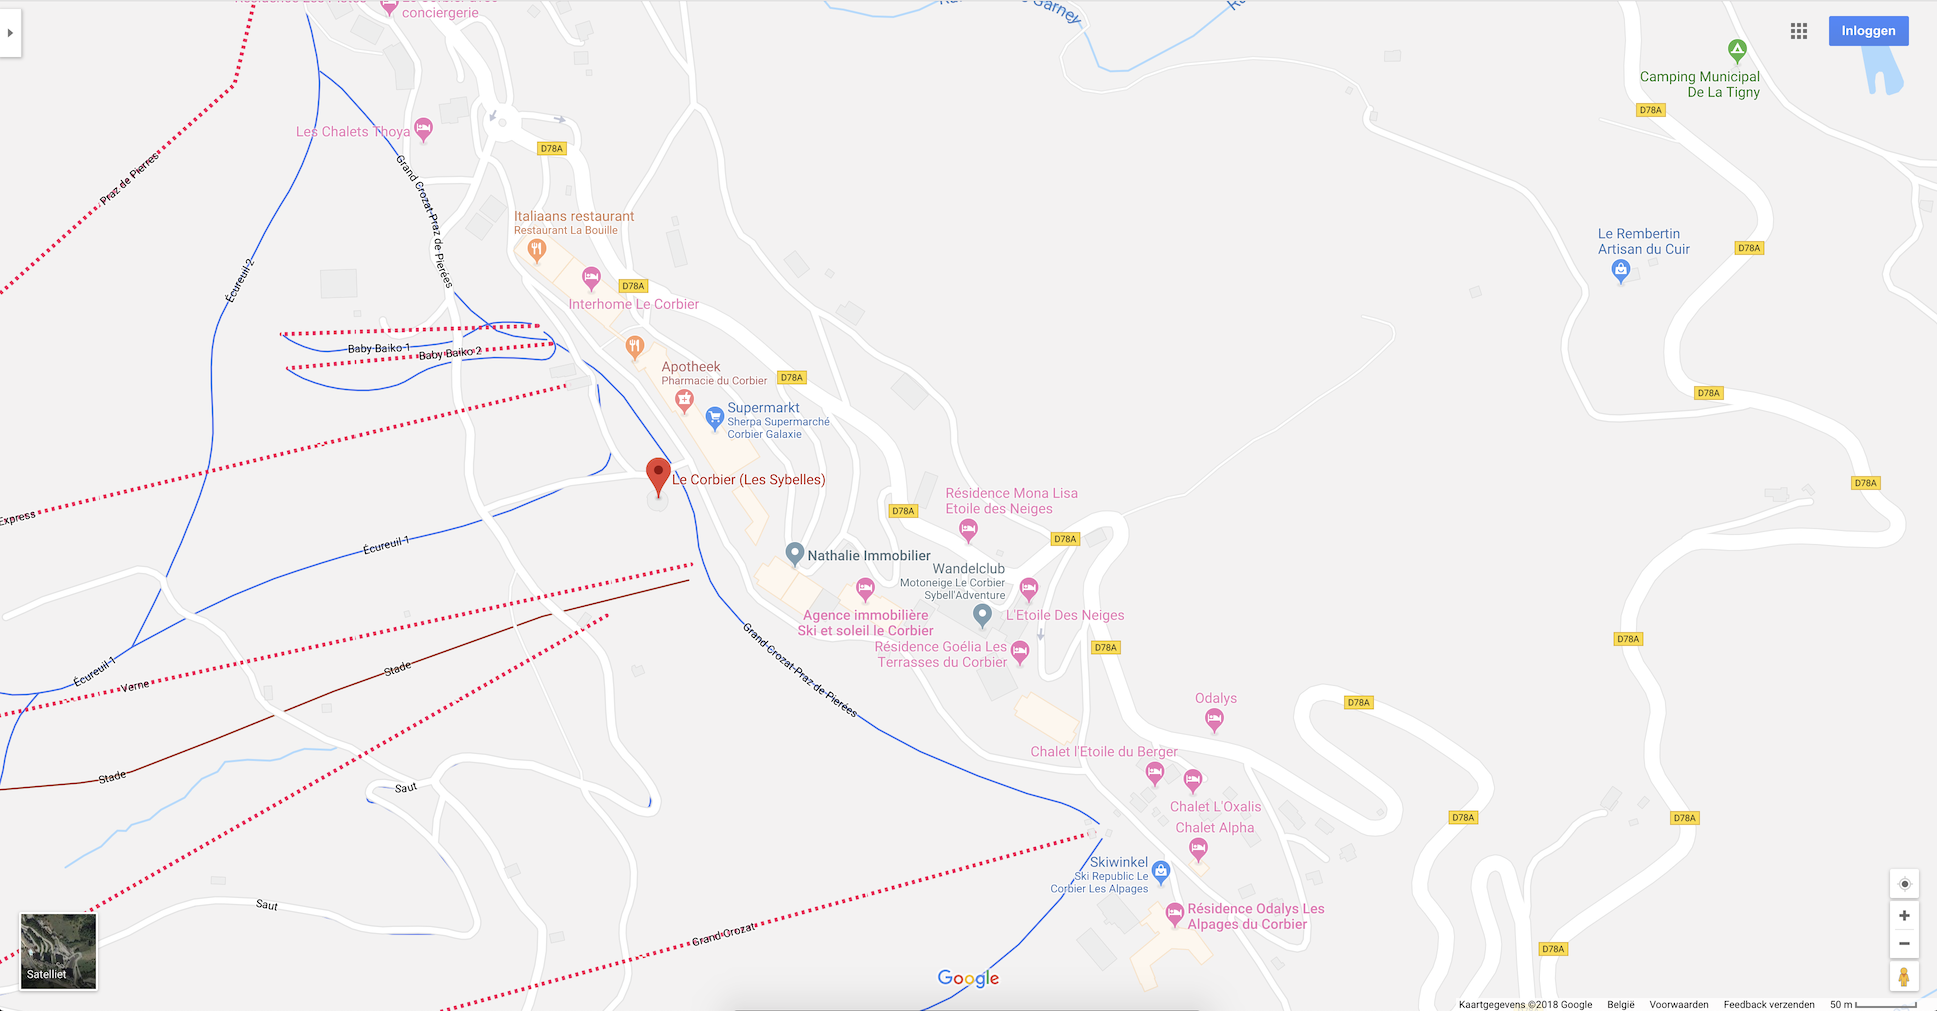 conciergerie
Garney
Inloggen
Camping Municipal
De La Tigny
D78A
Les Chalets Thoya
D78A
Praz de Pierres
Grand Crozat-Praz de Pierées
Italiaans restaurant
Restaurant La Bouille
Le Rembertin
Artisan du Cuir
D78A
Écureuil 2
D78A
Interhome Le Corbier
Baby Baiko 1
Baby Baiko 2
Apotheek
Pharmacie du Corbier
D78A
D78A
Supermarkt
Sherpa Supermarché
Corbier Galaxie
Le Corbier (Les Sybelles)
D78A
Résidence Mona Lisa
Etoile des Neiges
D78A
Express
D78A
Écureuil 1
Nathalie Immobilier
Wandelclub
Motoneige Le Corbier
Sybell'Adventure
Agence immobilière
Ski et soleil le Corbier
L'Etoile Des Neiges
Résidence Goélia Les
Terrasses du Corbier
D78A
D78A
Grand Crozat-Praz de Pierées
Écureuil 1
Verne
Stade
Odalys
D78A
Chalet l'Etoile du Berger
Stade
Saut
Chalet L'Oxalis
Chalet Alpha
D78A
D78A
Skiwinkel
Ski Republic Le
Corbier Les Alpages
Saut
Résidence Odalys Les
Alpages du Corbier
Grand Crozat
D78A
Satelliet
Google
Kaartgegevens ©2018 Google België Voorwaarden Feedback verzenden 50 m